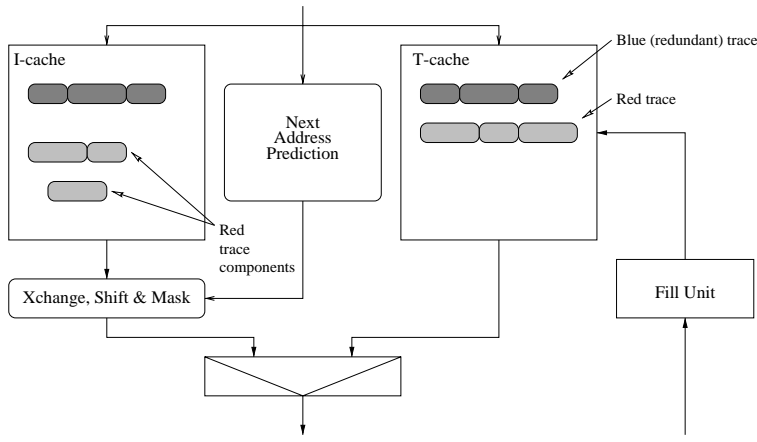 I-cache
T-cache
Blue (redundant) trace
Red trace
Next
Address
Prediction
Red
trace
components
Xchange, Shift & Mask
Fill Unit